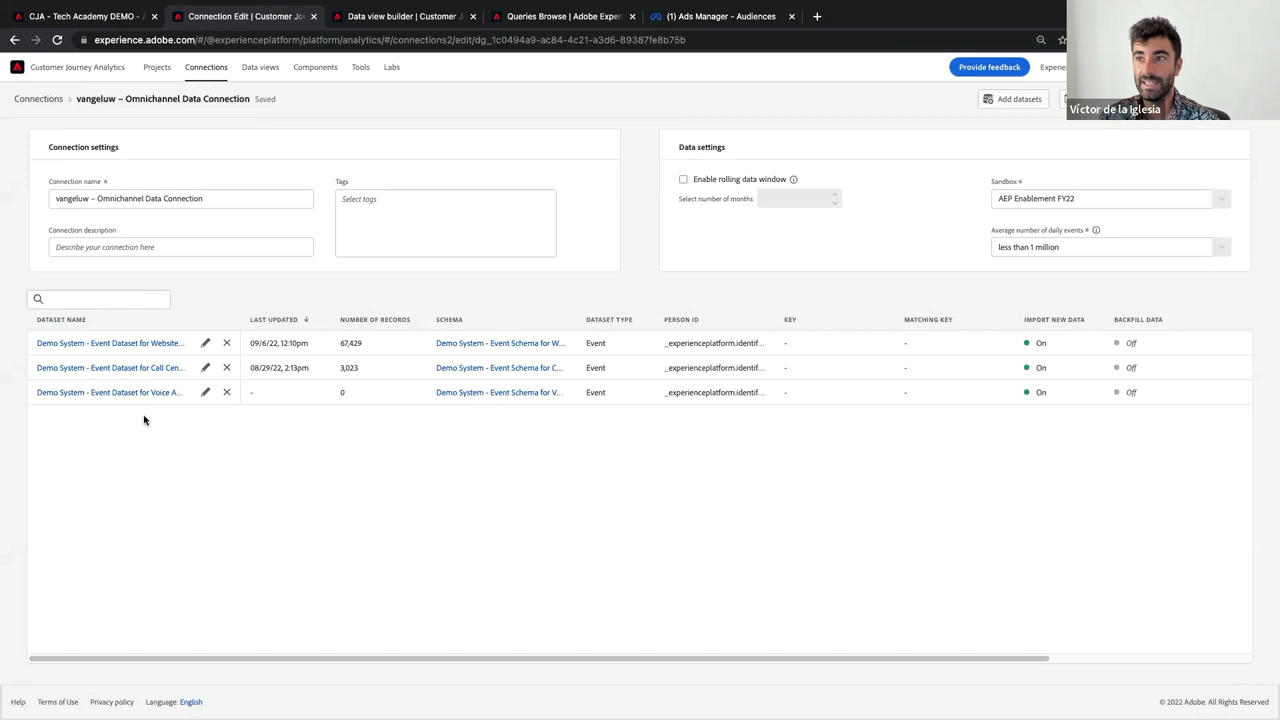 CJA - Tech Academy DEMO -
Connection Edit | Customer Jo
Data view builder | Customer J
Queries Browse | Adobe Exper
(1) Ads Manager - Audiences
experience.adobe.com/#/@experienceplatform/platform/analytics/#/connections2/edit/dg_1c0494a9-ac84-4c21-a3d6-89387fe8b75b
Customer Journey Analytics
Projects
Connections
Data views
Components
Tools
Labs
Provide feedback
Experie
Connections > vangeluw – Omnichannel Data Connection Saved
Add datasets
Víctor de la Iglesia
Connection settings
Connection name *
vangeluw – Omnichannel Data Connection
Connection description
Describe your connection here
Tags
Select tags
Data settings
Enable rolling data window
Select number of months
Sandbox *
AEP Enablement FY22
Average number of daily events *
less than 1 million
DATASET NAME LAST UPDATED NUMBER OF RECORDS SCHEMA DATASET TYPE PERSON ID KEY MATCHING KEY IMPORT NEW DATA BACKFILL DATA
Demo System - Event Dataset for Website... 09/6/22, 12:10pm 67,429 Demo System - Event Schema for W... Event _experienceplatform.identif... - - On Off
Demo System - Event Dataset for Call Cen... 08/29/22, 2:13pm 3,023 Demo System - Event Schema for C... Event _experienceplatform.identif... - - On Off
Demo System - Event Dataset for Voice A... - 0 Demo System - Event Schema for V... Event _experienceplatform.identif... - - On Off
Help Terms of Use Privacy policy Language: English
© 2022 Adobe. All Rights Reserved